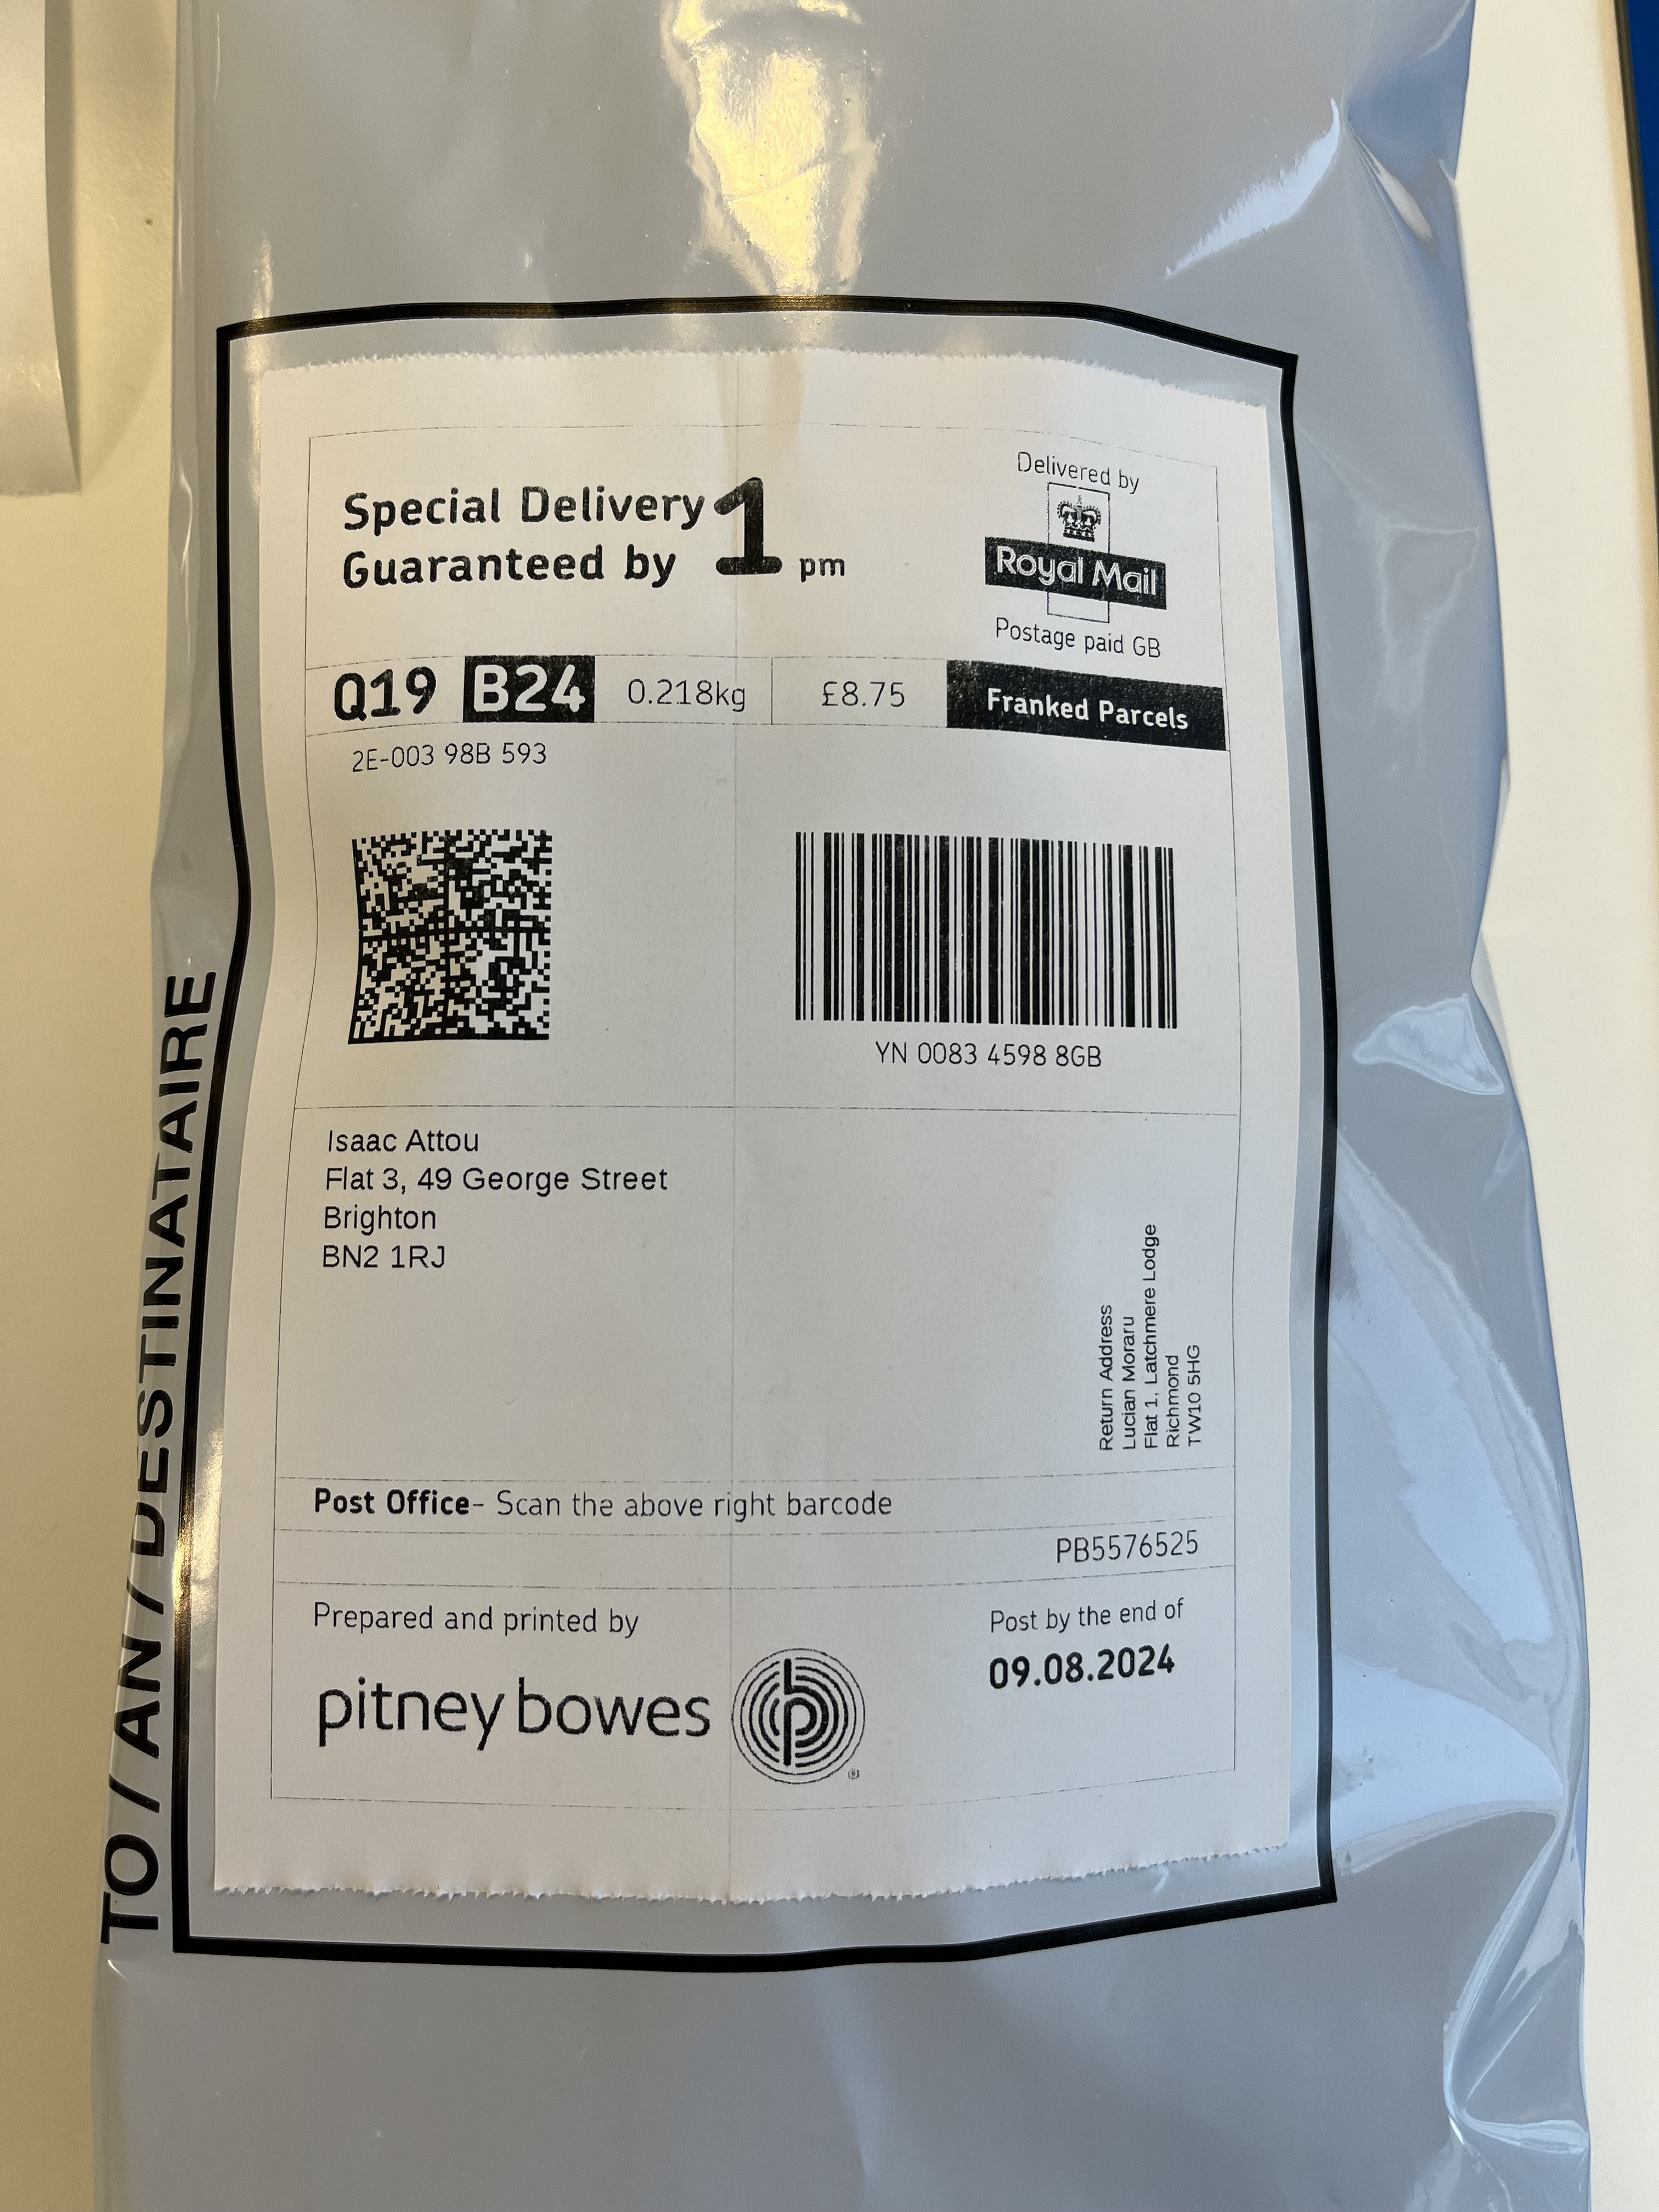 Special Delivery
Guaranteed by 1 pm
Delivered by
Royal Mail
Postage paid GB
Q19 B24 0.218kg £8.75 Franked Parcels
2E-003 98B 593
YN 0083 4598 8GB
Isaac Attou
Flat 3, 49 George Street
Brighton
BN2 1RJ
Return Address
Lucian Moraru
Flat 1, Latchmere Lodge
Richmond
TW10 5HG
Post Office- Scan the above right barcode
PB5576525
Prepared and printed by
pitney bowes
Post by the end of
09.08.2024
TO / AN / DESTINATAIRE